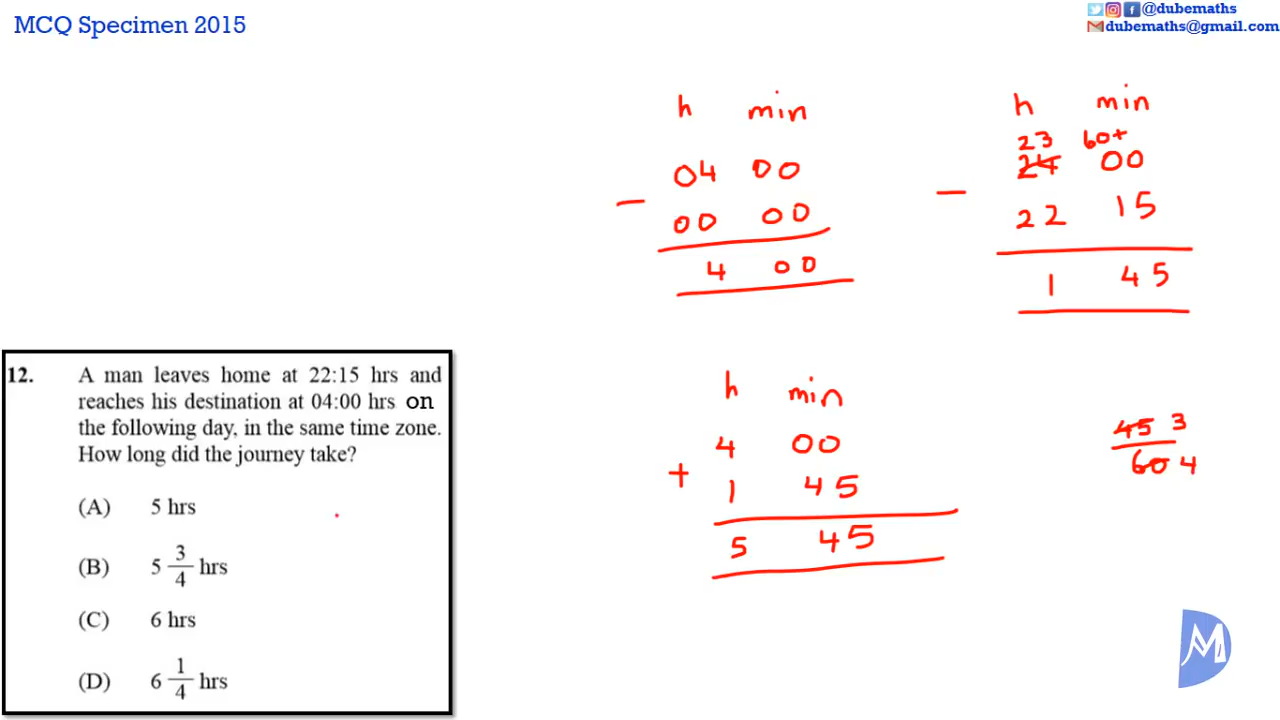 MCQ Specimen 2015
@dubemaths
dubemaths@gmail.com
h min
04 00
− 00 00
4 00
h min
23 60+
24 00
− 22 15
1 45
h min
4 00
+ 1 45
5 45
45 3
60 4
12. A man leaves home at 22:15 hrs and
reaches his destination at 04:00 hrs on
the following day, in the same time zone.
How long did the journey take?
(A) 5 hrs
(B) 5 3/4 hrs
(C) 6 hrs
(D) 6 1/4 hrs
M